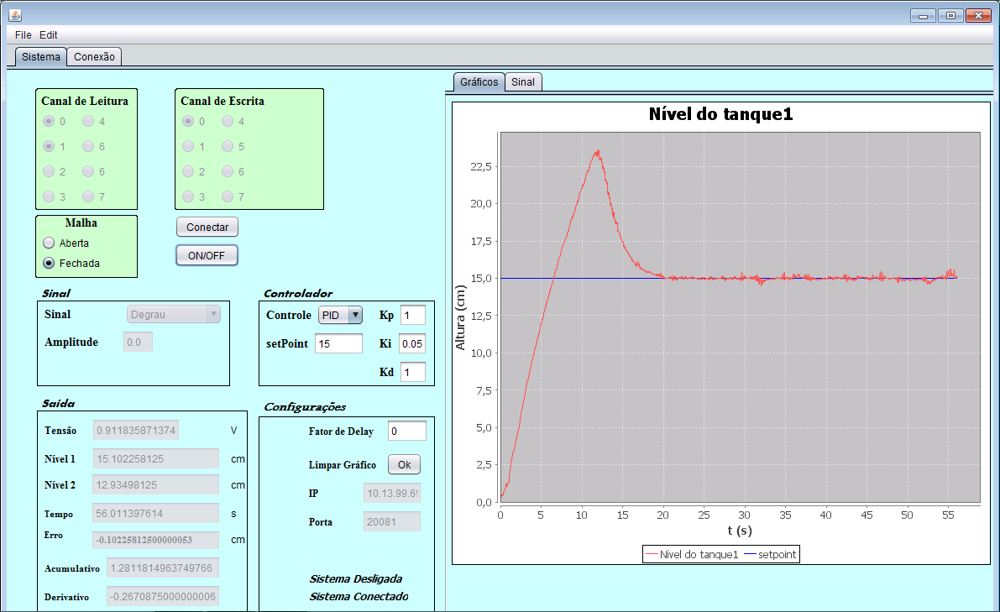 File Edit
Sistema Conexão
Canal de Leitura
0 4
1 6
2 6
3 7
Canal de Escrita
0 4
1 5
2 6
3 7
Malha
Aberta
Fechada
Conectar
ON/OFF
Sinal
Sinal Degrau
Amplitude 0.0
Controlador
Controle PID Kp 1
setPoint 15 Ki 0.05
Kd 1
Saida
Tensão 0.911835871374 V
Nível 1 15.102258125 cm
Nível 2 12.93498125 cm
Tempo 56.011397614 s
Erro -0.10225812500000053 cm
Acumulativo 1.2811814963749766
Derivativo -0.2670875000000006
Configurações
Fator de Delay 0
Limpar Gráfico Ok
IP 10.13.99.69
Porta 20081
Sistema Desligada
Sistema Conectado
Gráficos Sinal
Nível do tanque1
Altura (cm)
22,5
20,0
17,5
15,0
12,5
10,0
7,5
5,0
2,5
0,0
0 5 10 15 20 25 30 35 40 45 50 55
t (s)
Nível do tanque1 setpoint